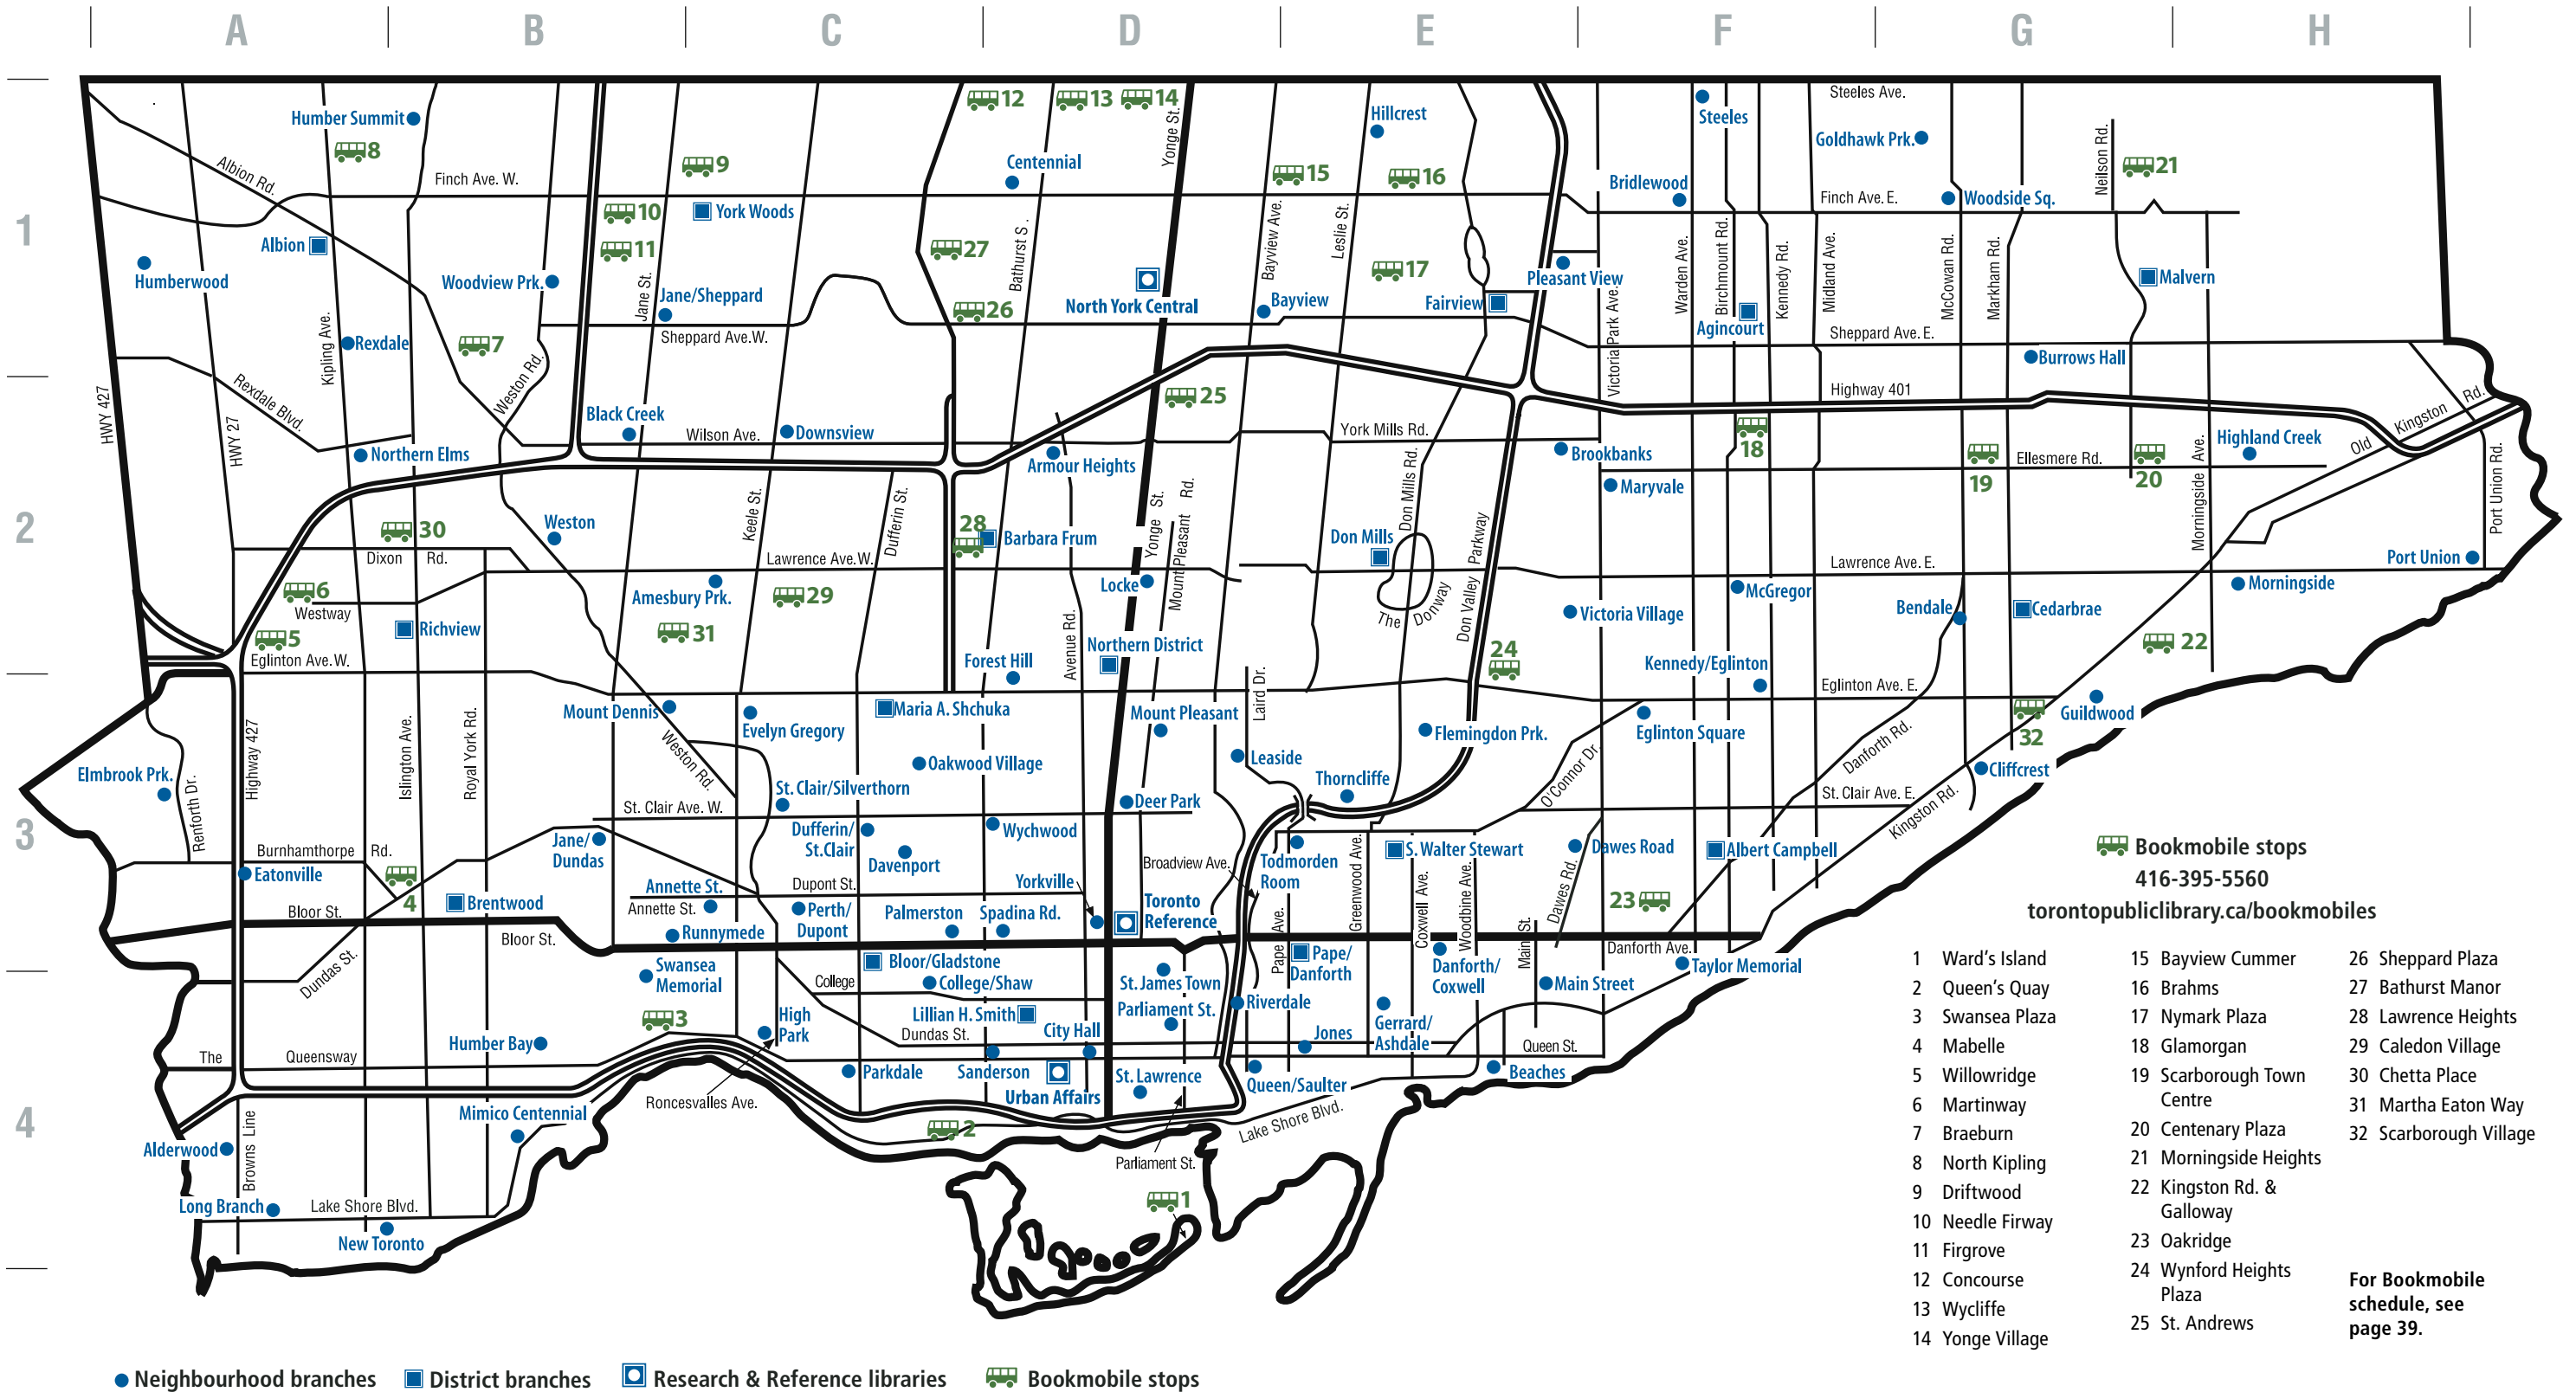 A B C D E F G H
1
2
3
4
12
13
14
Steeles Ave.
Humber Summit
8
Hillcrest
Steeles
Goldhawk Prk.
Neilson Rd.
Yonge St.
Albion Rd.
Finch Ave. W.
9
Centennial
15
16
21
Bridlewood
Finch Ave. E.
Woodside Sq.
10
York Woods
11
27
Albion
Humberwood
Woodview Prk.
Jane St.
Jane/Sheppard
Bathurst S.
North York Central
26
Bayview Ave.
Leslie St.
Bayview
17
Fairview
Pleasant View
Victoria Park Ave.
Warden Ave.
Birchmount Rd.
Kennedy Rd.
Midland Ave.
McCowan Rd.
Markham Rd.
Malvern
Agincourt
Sheppard Ave. E.
Kipling Ave.
Rexdale
7
Sheppard Ave.W.
Weston Rd.
Burrows Hall
HWY 427
Rexdale Blvd.
HWY 27
Northern Elms
Black Creek
Wilson Ave.
Downsview
25
Armour Heights
York Mills Rd.
Highway 401
Brookbanks
Maryvale
18
19
Ellesmere Rd.
20
Highland Creek
Morningside Ave.
Old Kingston Rd.
Port Union Rd.
30
Dixon Rd.
Weston
Keele St.
Dufferin St.
Lawrence Ave.W.
28
Barbara Frum
Yonge St.
Mount Pleasant Rd.
Locke
Don Mills
Don Mills Rd.
The Donway
Don Valley Parkway
Lawrence Ave. E.
Port Union
Morningside
6
Westway
5
Richview
Eglinton Ave.W.
Amesbury Prk.
29
31
Forest Hill
Avenue Rd.
Northern District
24
Victoria Village
McGregor
Bendale
Cedarbrae
22
Kennedy/Eglinton
Eglinton Ave. E.
Guildwood
32
Mount Dennis
Evelyn Gregory
Maria A. Shchuka
Mount Pleasant
Laird Dr.
Flemingdon Prk.
Eglinton Square
Elmbrook Prk.
Renforth Dr.
Highway 427
Islington Ave.
Royal York Rd.
Weston Rd.
Oakwood Village
Leaside
Thorncliffe
O'Connor Dr.
Danforth Rd.
Cliffcrest
St. Clair/Silverthorn
St. Clair Ave. W.
Deer Park
St. Clair Ave. E.
Kingston Rd.
Dufferin/
St.Clair
Wychwood
Jane/
Dundas
Burnhamthorpe Rd.
Eatonville
4
Davenport
Broadview Ave.
Todmorden
Room
Greenwood Ave.
S. Walter Stewart
Dawes Road
Albert Campbell
Dupont St.
Yorkville
Annette St.
Annette St.
Brentwood
Bloor St.
Bloor St.
Runnymede
Perth/
Dupont
Palmerston
Spadina Rd.
Toronto
Reference
Pape Ave.
Coxwell Ave.
Woodbine Ave.
Main St.
Dawes Rd.
23
Danforth Ave.
Pape/
Danforth
Danforth/
Coxwell
Taylor Memorial
Main Street
Dundas St.
Swansea
Memorial
Bloor/Gladstone
College
College/Shaw
St. James Town
Riverdale
3
High
Park
Lillian H. Smith
City Hall
Parliament St.
Dundas St.
Gerrard/
Ashdale
Jones
Queen St.
The Queensway
Humber Bay
Parkdale
Sanderson
Urban Affairs
St. Lawrence
Queen/Saulter
Beaches
Roncesvalles Ave.
Mimico Centennial
2
Lake Shore Blvd.
Alderwood
Browns Line
Parliament St.
Long Branch
Lake Shore Blvd.
New Toronto
1
Bookmobile stops
416-395-5560
torontopubliclibrary.ca/bookmobiles
1 Ward's Island
2 Queen's Quay
3 Swansea Plaza
4 Mabelle
5 Willowridge
6 Martinway
7 Braeburn
8 North Kipling
9 Driftwood
10 Needle Firway
11 Firgrove
12 Concourse
13 Wycliffe
14 Yonge Village
15 Bayview Cummer
16 Brahms
17 Nymark Plaza
18 Glamorgan
19 Scarborough Town
Centre
20 Centenary Plaza
21 Morningside Heights
22 Kingston Rd. &
Galloway
23 Oakridge
24 Wynford Heights
Plaza
25 St. Andrews
26 Sheppard Plaza
27 Bathurst Manor
28 Lawrence Heights
29 Caledon Village
30 Chetta Place
31 Martha Eaton Way
32 Scarborough Village
For Bookmobile
schedule, see
page 39.
Neighbourhood branches
District branches
Research & Reference libraries
Bookmobile stops